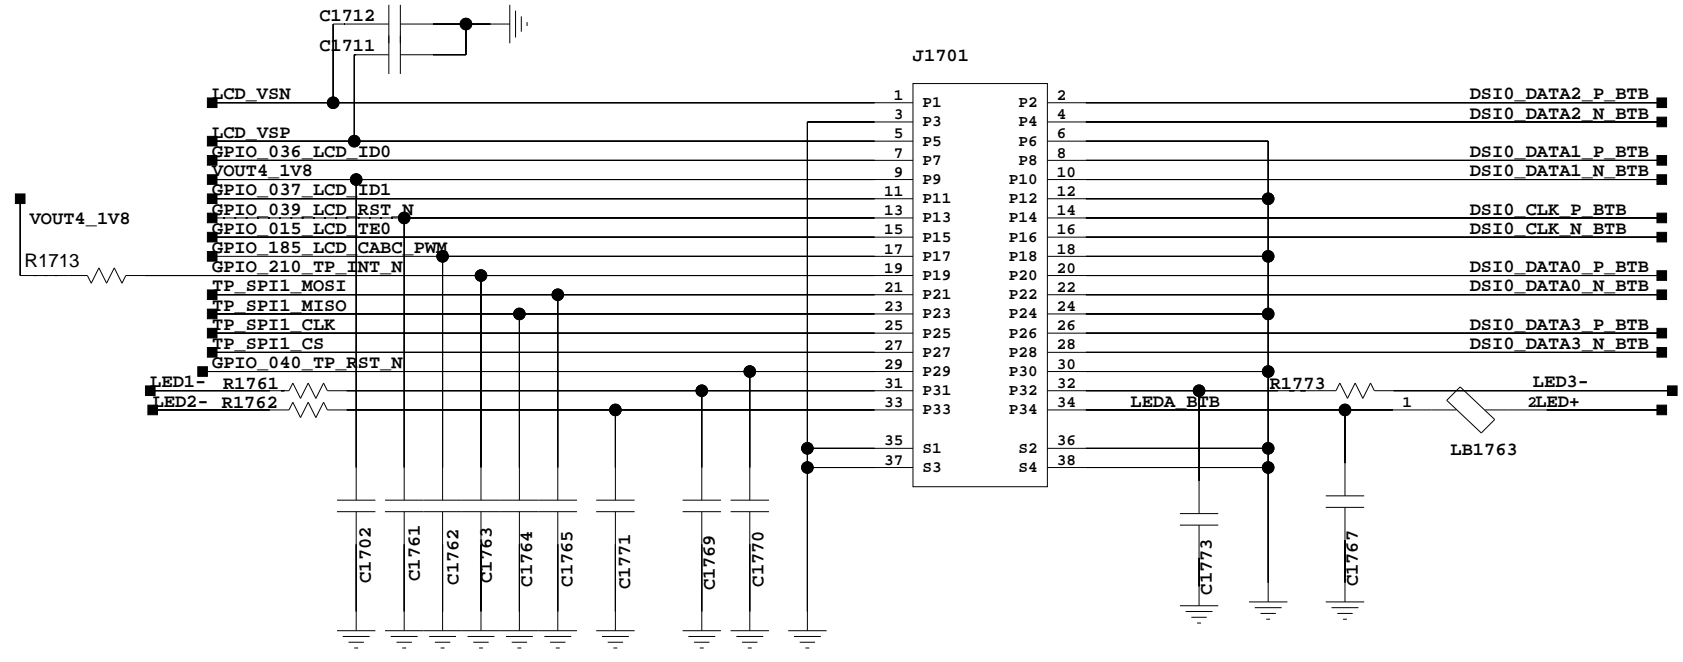 C1712
C1711
J1701
LCD_VSN 1 P1 P2 2 DSI0_DATA2_P_BTB
3 P3 P4 4 DSI0_DATA2_N_BTB
LCD_VSP 5 P5 P6 6
GPIO_036_LCD_ID0 7 P7 P8 8 DSI0_DATA1_P_BTB
VOUT4_1V8 9 P9 P10 10 DSI0_DATA1_N_BTB
GPIO_037_LCD_ID1 11 P11 P12 12
GPIO_039_LCD_RST_N 13 P13 P14 14 DSI0_CLK_P_BTB
VOUT4_1V8
GPIO_015_LCD_TE0 15 P15 P16 16 DSI0_CLK_N_BTB
GPIO_185_LCD_CABC_PWM 17 P17 P18 18
R1713
GPIO_210_TP_INT_N 19 P19 P20 20 DSI0_DATA0_P_BTB
TP_SPI1_MOSI 21 P21 P22 22 DSI0_DATA0_N_BTB
TP_SPI1_MISO 23 P23 P24 24
TP_SPI1_CLK 25 P25 P26 26 DSI0_DATA3_P_BTB
TP_SPI1_CS 27 P27 P28 28 DSI0_DATA3_N_BTB
GPIO_040_TP_RST_N 29 P29 P30 30
LED1- R1761 31 P31 P32 32 R1773 LED3-
LED2- R1762 33 P33 P34 34 LEDA_BTB 1 2 LED+
LB1763
35 S1 S2 36
37 S3 S4 38
C1702
C1761
C1762
C1763
C1764
C1765
C1771
C1769
C1770
C1773
C1767